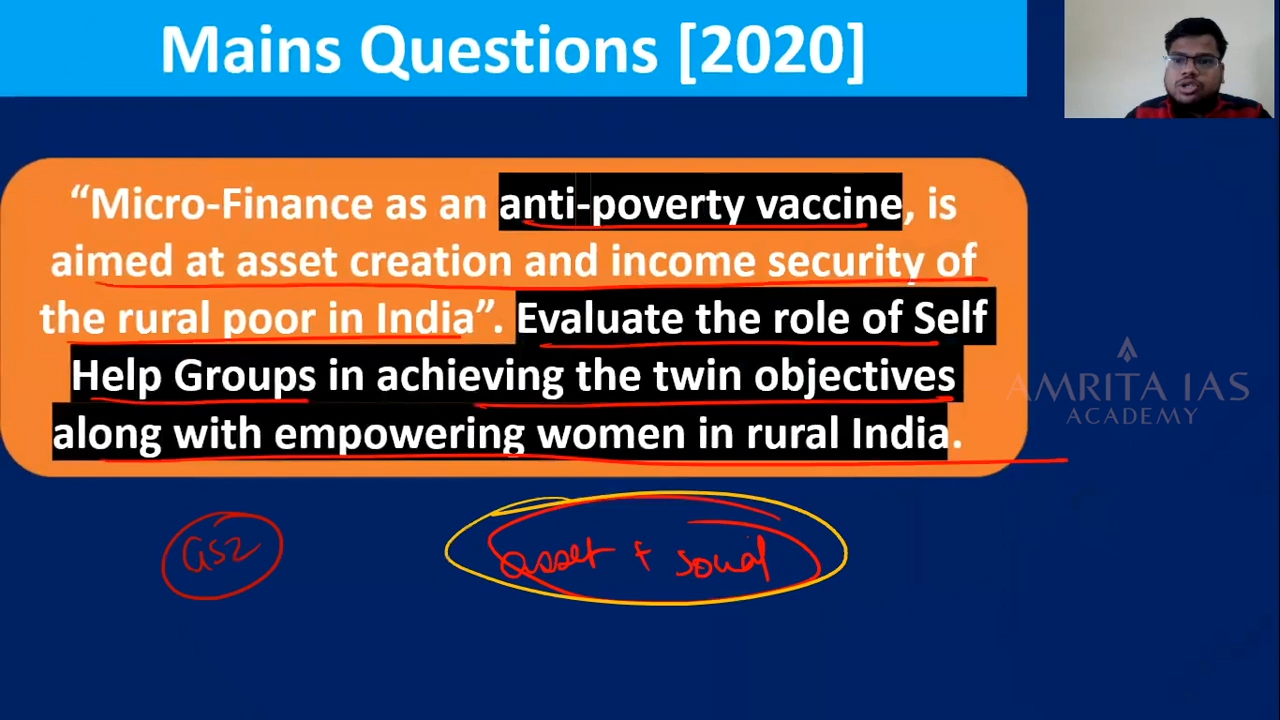 Mains Questions [2020]
“Micro-Finance as an anti-poverty vaccine, is
aimed at asset creation and income security of
the rural poor in India”. Evaluate the role of Self
Help Groups in achieving the twin objectives
along with empowering women in rural India.
AMRITA IAS
ACADEMY
GS2
asset + social